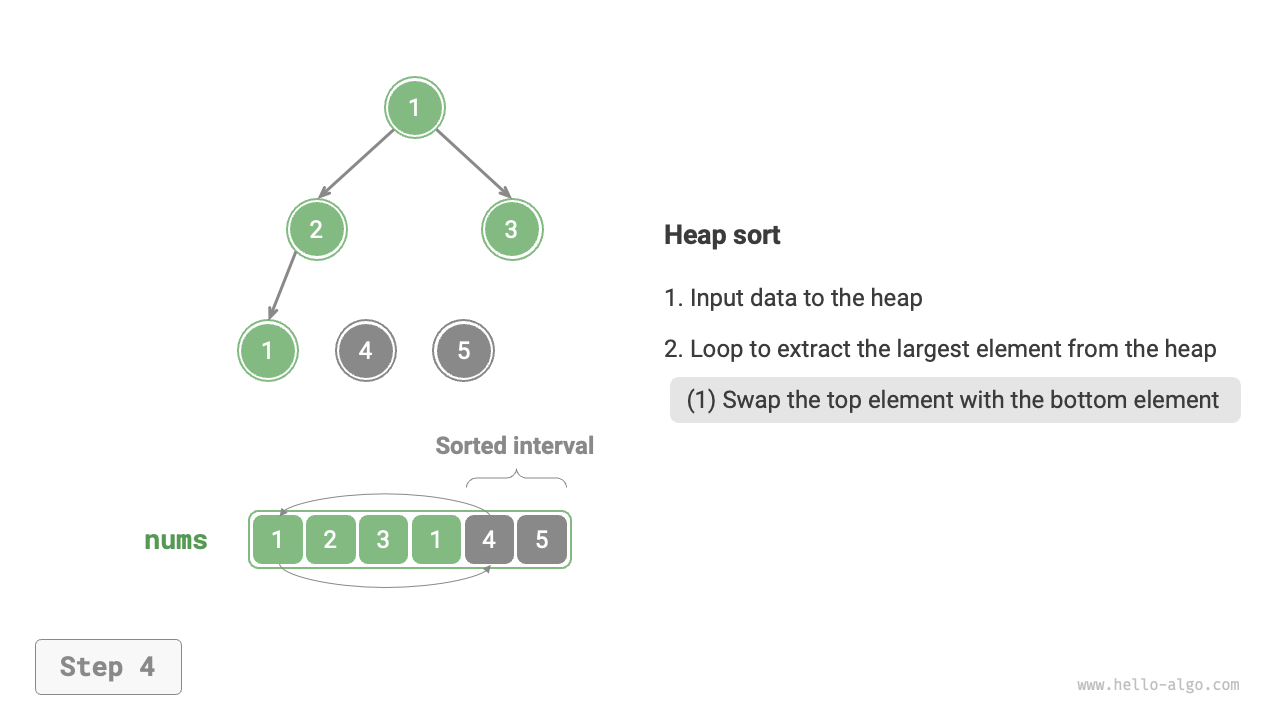 1
2 3
1 4 5
Heap sort
1. Input data to the heap
2. Loop to extract the largest element from the heap
(1) Swap the top element with the bottom element
Sorted interval
nums 1 2 3 1 4 5
Step 4
www.hello-algo.com